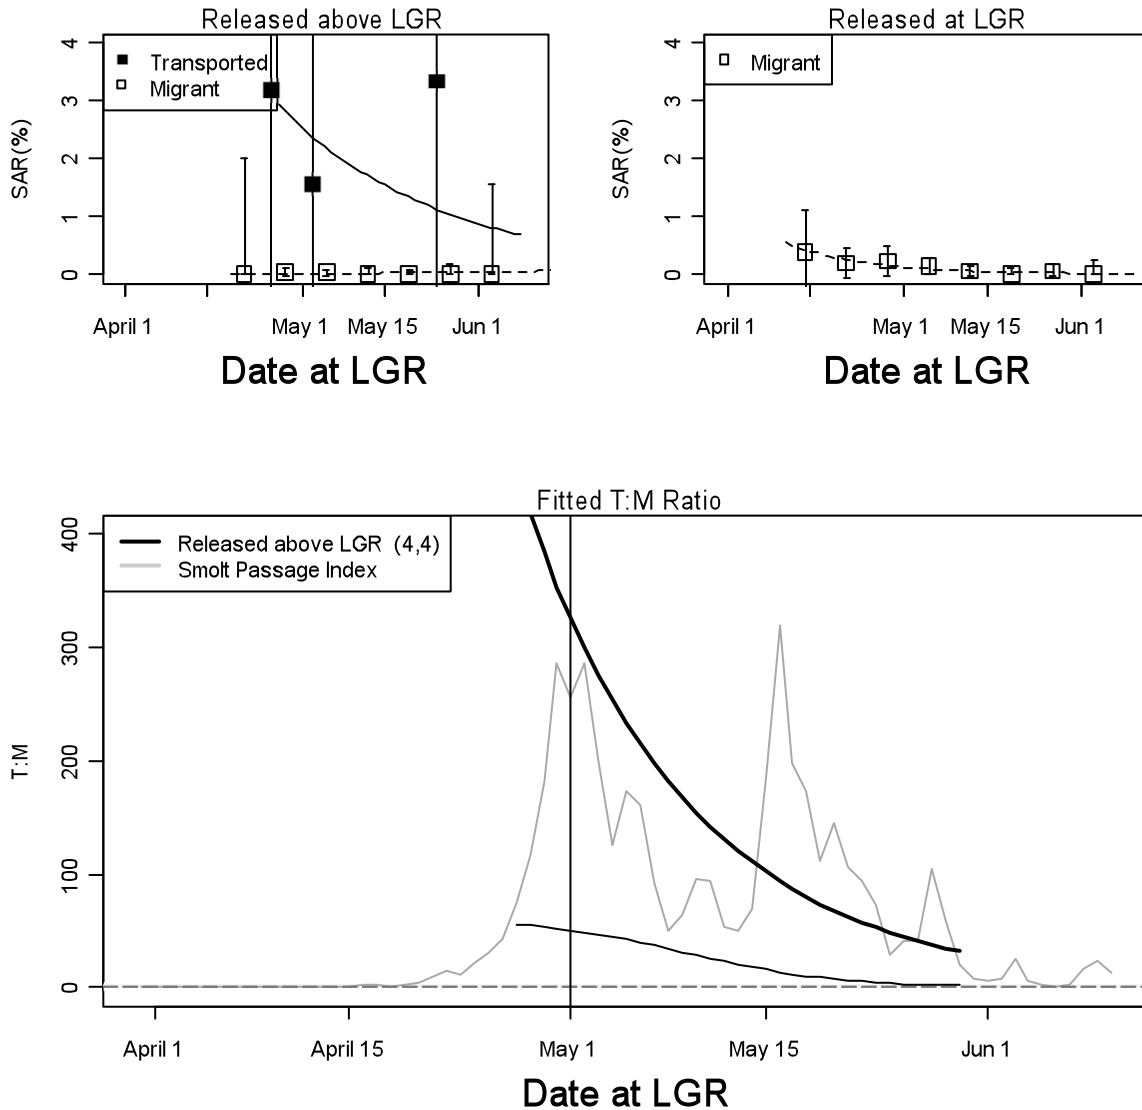 Released above LGR
SAR(%)
4
3
2
1
0
Transported
Migrant
April 1
May 1
May 15
Jun 1
Date at LGR
Released at LGR
SAR(%)
4
3
2
1
0
Migrant
April 1
May 1
May 15
Jun 1
Date at LGR
Fitted T:M Ratio
T:M
400
300
200
100
0
Released above LGR (4,4)
Smolt Passage Index
April 1
April 15
May 1
May 15
Jun 1
Date at LGR